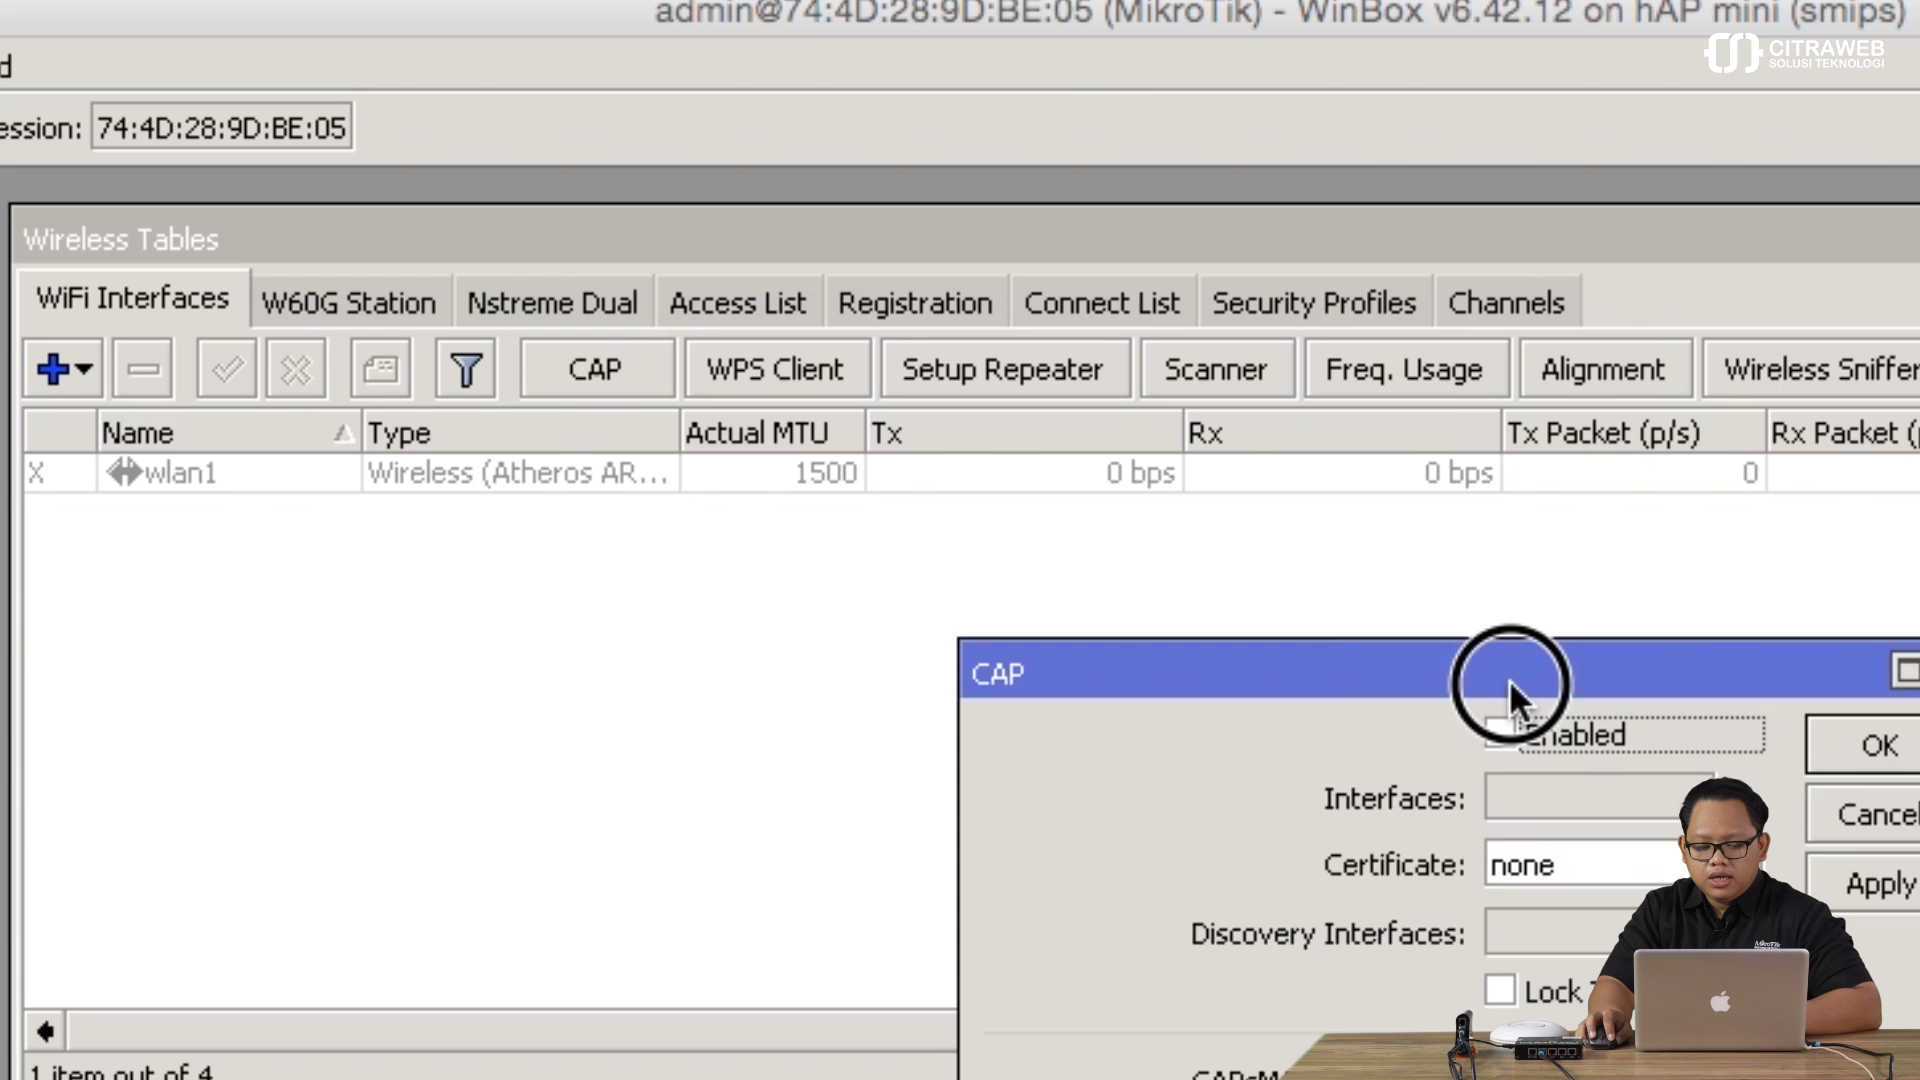 admin@74:4D:28:9D:BE:05 (MikroTik) - WinBox v6.42.12 on hAP mini (smips)
CITRAWEB
SOLUSI TEKNOLOGI
d
ession: 74:4D:28:9D:BE:05
Wireless Tables
WiFi Interfaces W60G Station Nstreme Dual Access List Registration Connect List Security Profiles Channels
CAP WPS Client Setup Repeater Scanner Freq. Usage Alignment Wireless Sniffer
Name Type Actual MTU Tx Rx Tx Packet (p/s) Rx Packet (
X wlan1 Wireless (Atheros AR... 1500 0 bps 0 bps 0
CAP
Enabled
OK
Interfaces:
Cancel
Certificate: none
Apply
Discovery Interfaces:
Lock
MikroTik
1 item out of 4
CAPsM